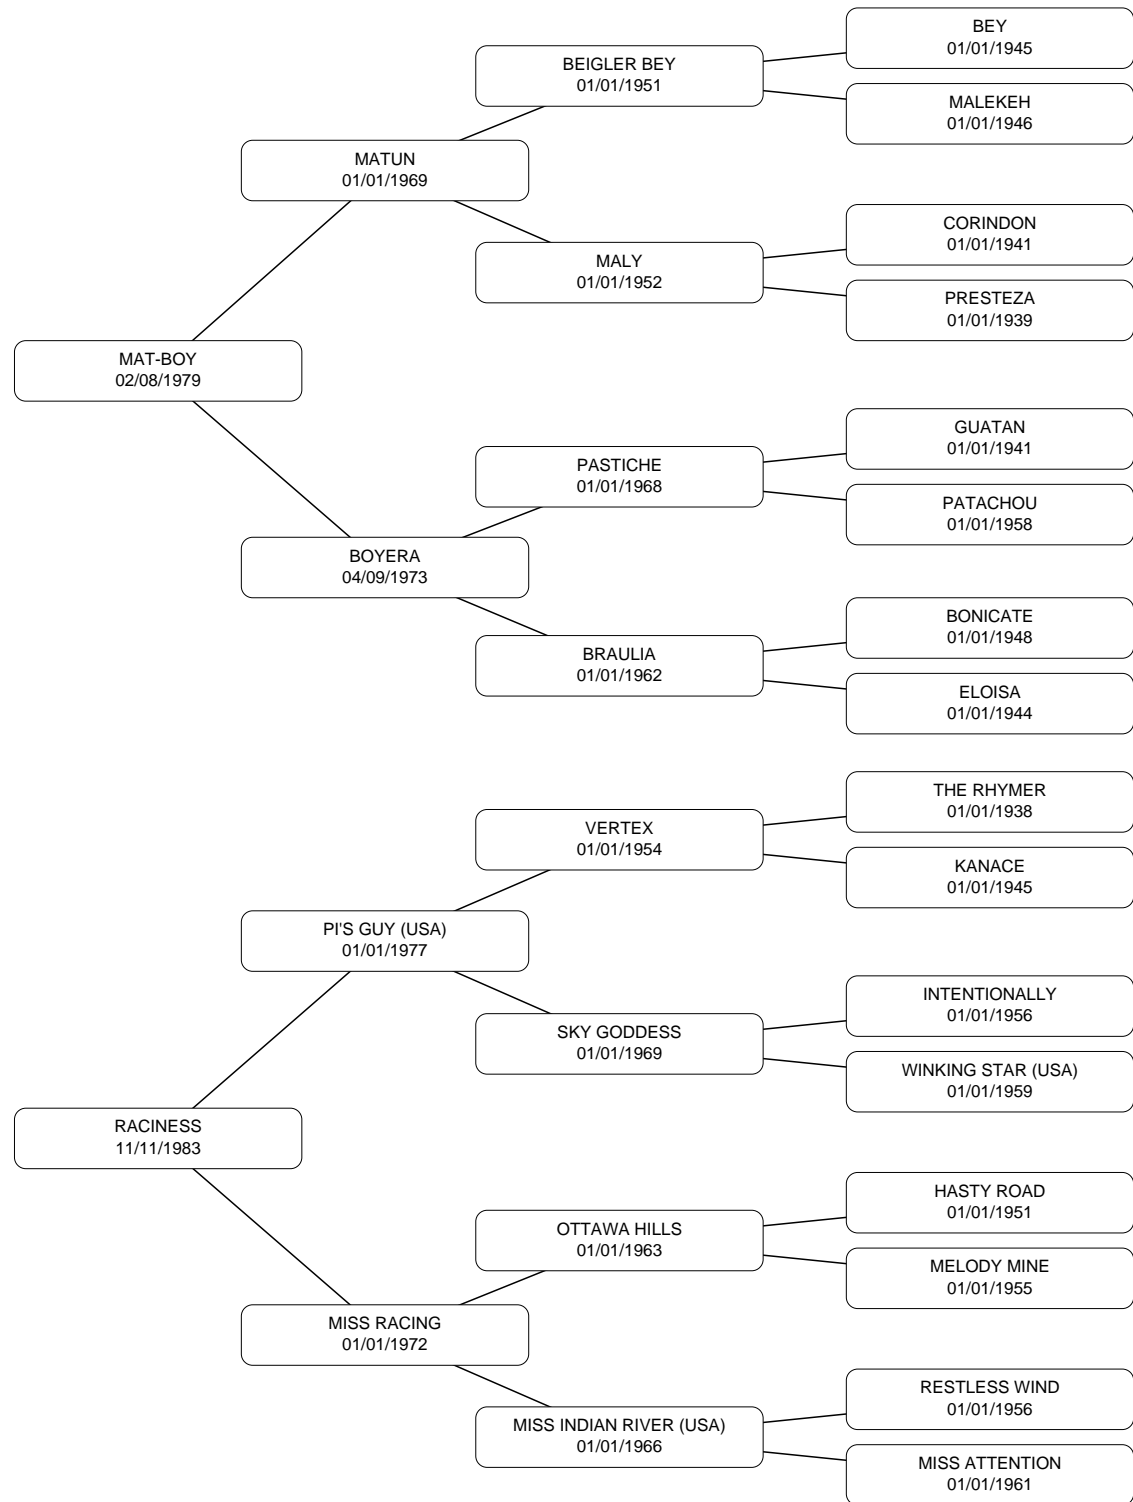 BEY
01/01/1945
BEIGLER BEY
01/01/1951
MALEKEH
01/01/1946
MATUN
01/01/1969
CORINDON
01/01/1941
MALY
01/01/1952
PRESTEZA
01/01/1939
MAT-BOY
02/08/1979
GUATAN
01/01/1941
PASTICHE
01/01/1968
PATACHOU
01/01/1958
BOYERA
04/09/1973
BONICATE
01/01/1948
BRAULIA
01/01/1962
ELOISA
01/01/1944
THE RHYMER
01/01/1938
VERTEX
01/01/1954
KANACE
01/01/1945
PI'S GUY (USA)
01/01/1977
INTENTIONALLY
01/01/1956
SKY GODDESS
01/01/1969
WINKING STAR (USA)
01/01/1959
RACINESS
11/11/1983
HASTY ROAD
01/01/1951
OTTAWA HILLS
01/01/1963
MELODY MINE
01/01/1955
MISS RACING
01/01/1972
RESTLESS WIND
01/01/1956
MISS INDIAN RIVER (USA)
01/01/1966
MISS ATTENTION
01/01/1961